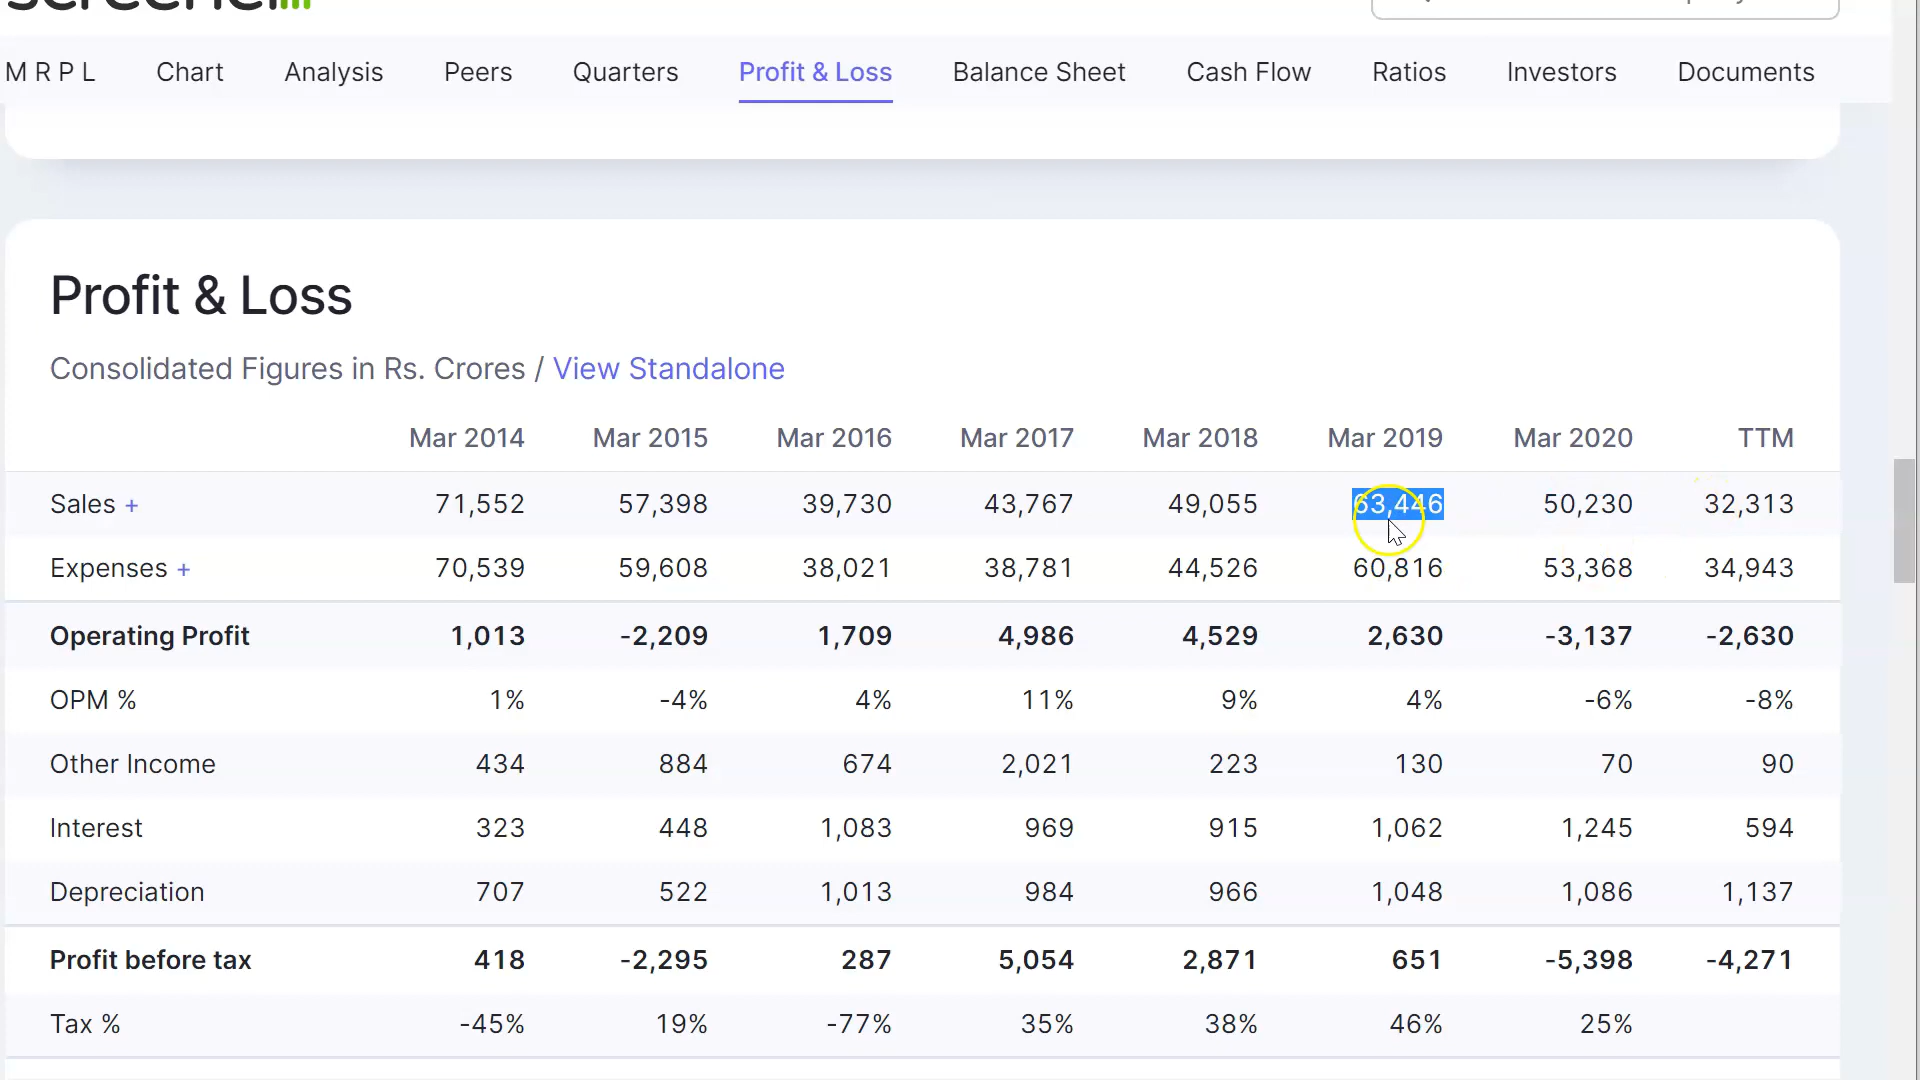 screener
M R P L Chart Analysis Peers Quarters Profit & Loss Balance Sheet Cash Flow Ratios Investors Documents
Profit & Loss
Consolidated Figures in Rs. Crores / View Standalone
Mar 2014 Mar 2015 Mar 2016 Mar 2017 Mar 2018 Mar 2019 Mar 2020 TTM
Sales + 71,552 57,398 39,730 43,767 49,055 63,446 50,230 32,313
Expenses + 70,539 59,608 38,021 38,781 44,526 60,816 53,368 34,943
Operating Profit 1,013 -2,209 1,709 4,986 4,529 2,630 -3,137 -2,630
OPM % 1% -4% 4% 11% 9% 4% -6% -8%
Other Income 434 884 674 2,021 223 130 70 90
Interest 323 448 1,083 969 915 1,062 1,245 594
Depreciation 707 522 1,013 984 966 1,048 1,086 1,137
Profit before tax 418 -2,295 287 5,054 2,871 651 -5,398 -4,271
Tax % -45% 19% -77% 35% 38% 46% 25%